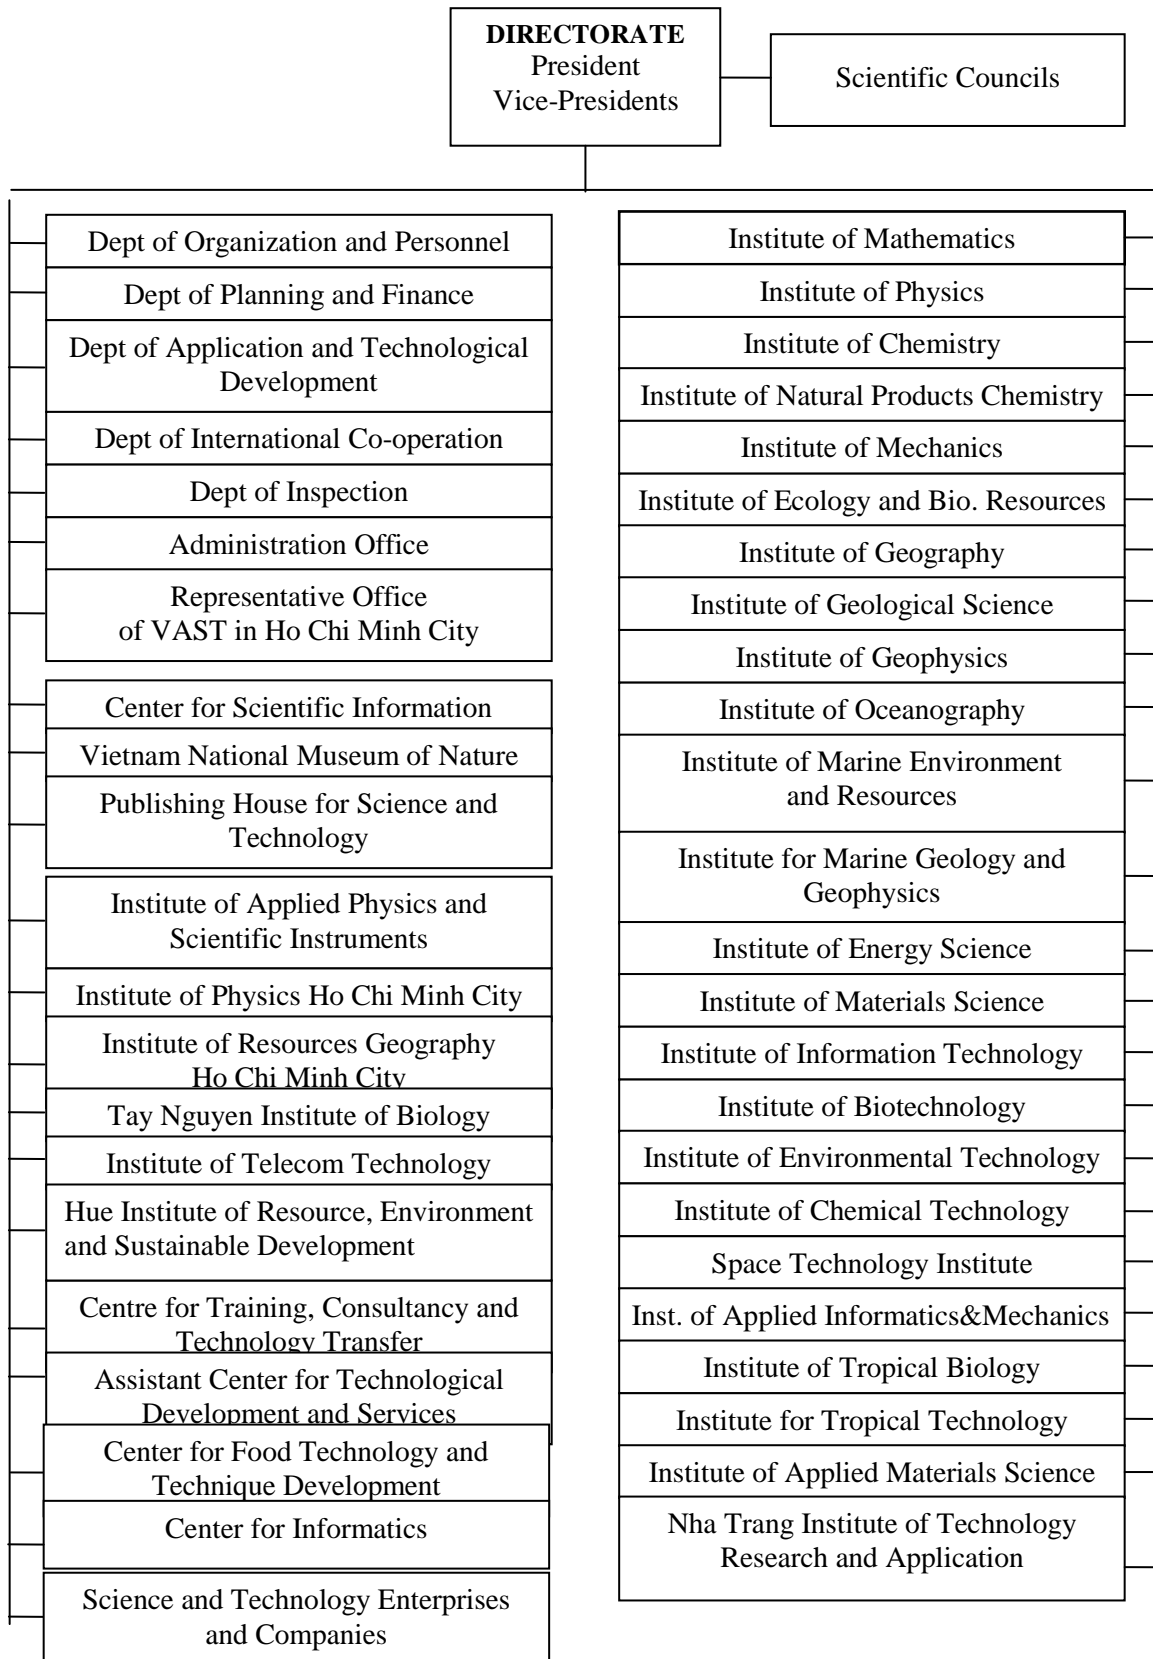 DIRECTORATE
President
Vice-Presidents
Scientific Councils
Dept of Organization and Personnel
Dept of Planning and Finance
Dept of Application and Technological
Development
Dept of International Co-operation
Dept of Inspection
Administration Office
Representative Office
of VAST in Ho Chi Minh City
Center for Scientific Information
Vietnam National Museum of Nature
Publishing House for Science and
Technology
Institute of Applied Physics and
Scientific Instruments
Institute of Physics Ho Chi Minh City
Institute of Resources Geography
Ho Chi Minh City
Tay Nguyen Institute of Biology
Institute of Telecom Technology
Hue Institute of Resource, Environment
and Sustainable Development
Centre for Training, Consultancy and
Technology Transfer
Assistant Center for Technological
Development and Services
Center for Food Technology and
Technique Development
Center for Informatics
Science and Technology Enterprises
and Companies
Institute of Mathematics
Institute of Physics
Institute of Chemistry
Institute of Natural Products Chemistry
Institute of Mechanics
Institute of Ecology and Bio. Resources
Institute of Geography
Institute of Geological Science
Institute of Geophysics
Institute of Oceanography
Institute of Marine Environment
and Resources
Institute for Marine Geology and
Geophysics
Institute of Energy Science
Institute of Materials Science
Institute of Information Technology
Institute of Biotechnology
Institute of Environmental Technology
Institute of Chemical Technology
Space Technology Institute
Inst. of Applied Informatics&Mechanics
Institute of Tropical Biology
Institute for Tropical Technology
Institute of Applied Materials Science
Nha Trang Institute of Technology
Research and Application